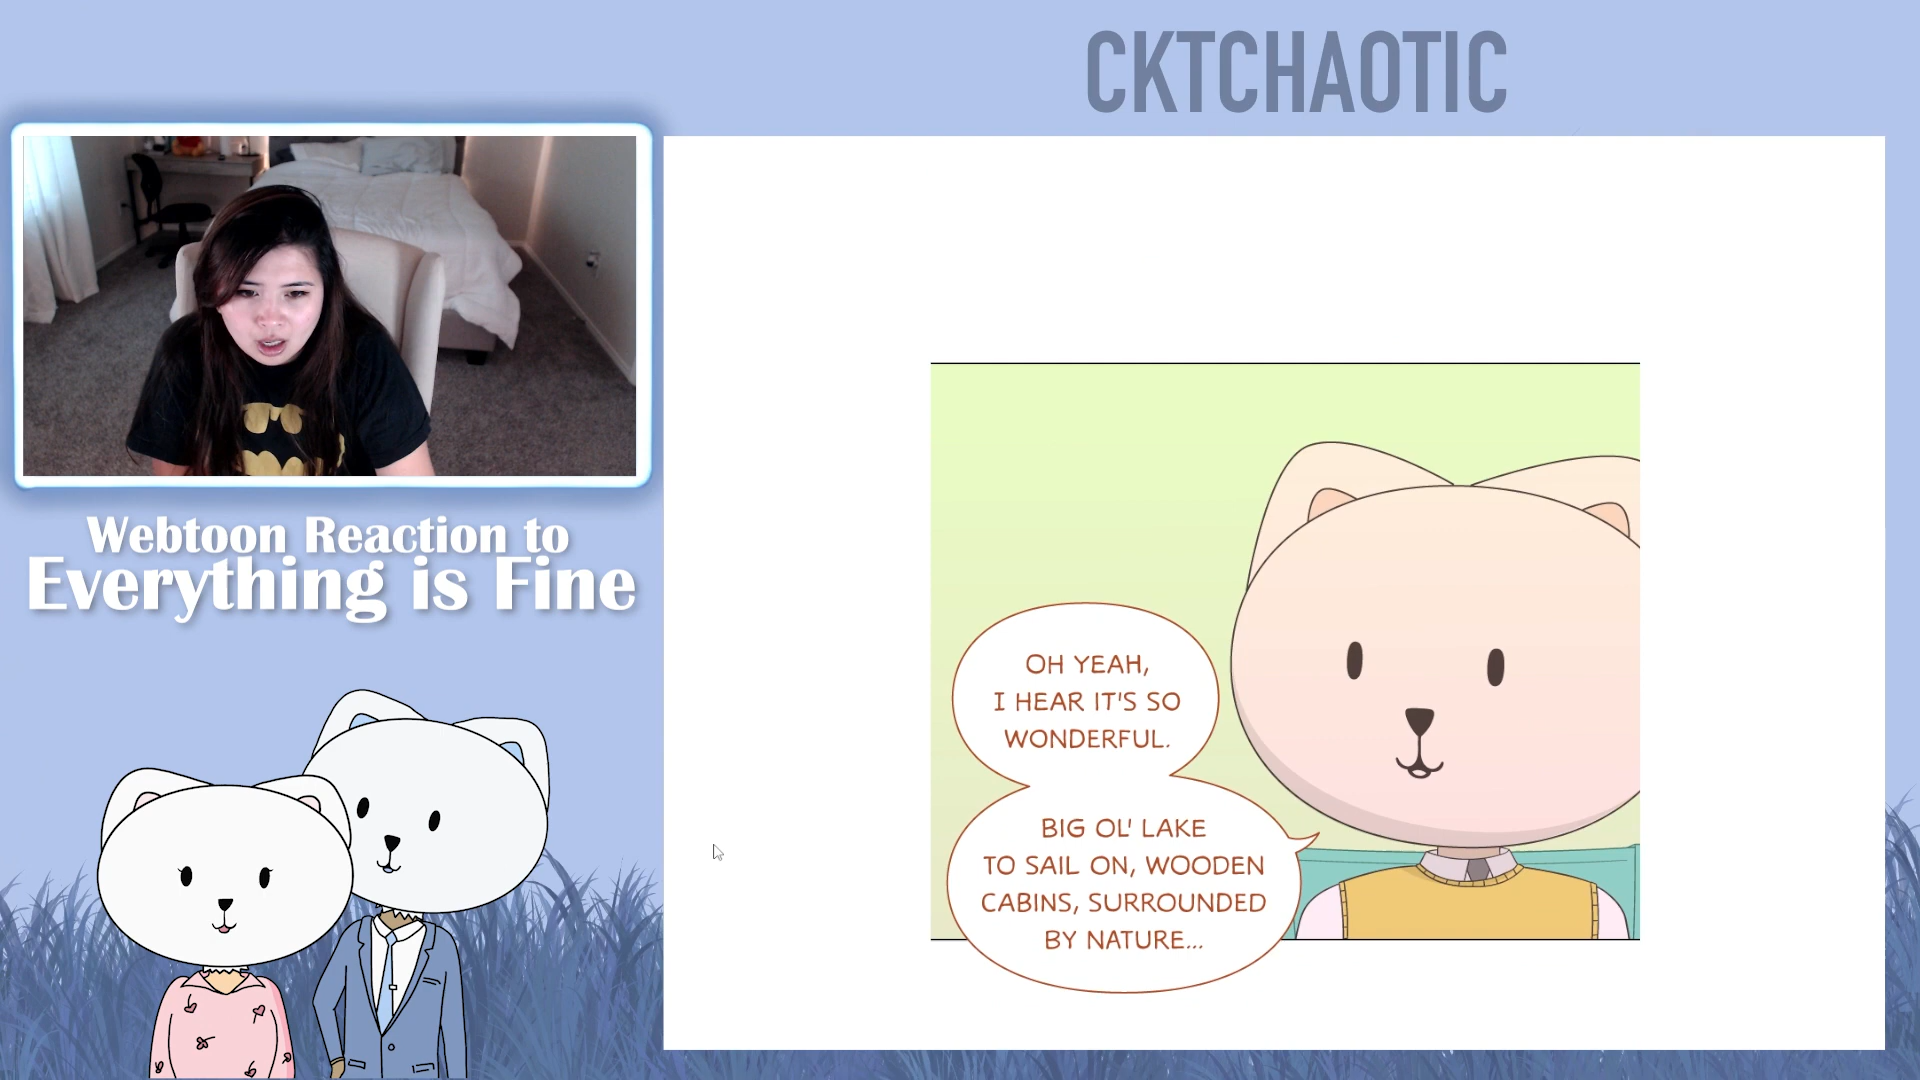 CKTCHAOTIC
Webtoon Reaction to
Everything is Fine
OH YEAH,
I HEAR IT'S SO
WONDERFUL.
BIG OL' LAKE
TO SAIL ON, WOODEN
CABINS, SURROUNDED
BY NATURE...